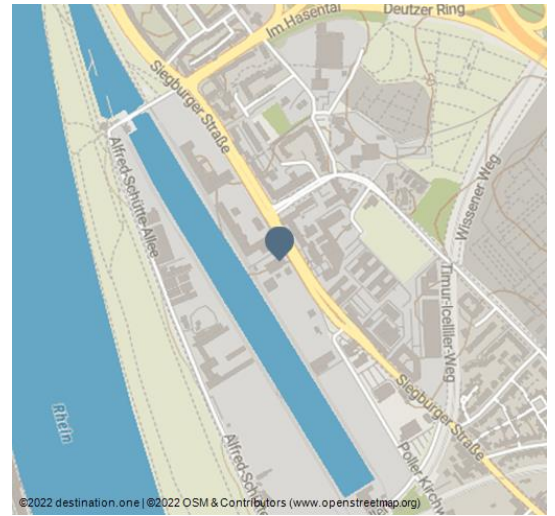 Im Hasental
Deutzer Ring
Siegburger Straße
Alfred-Schütte-Allee
Wissener Weg
Timur-Icelliler-Weg
Siegburger Straße
Rhein
©2022 destination.one | ©2022 OSM & Contributors (www.openstreetmap.org)